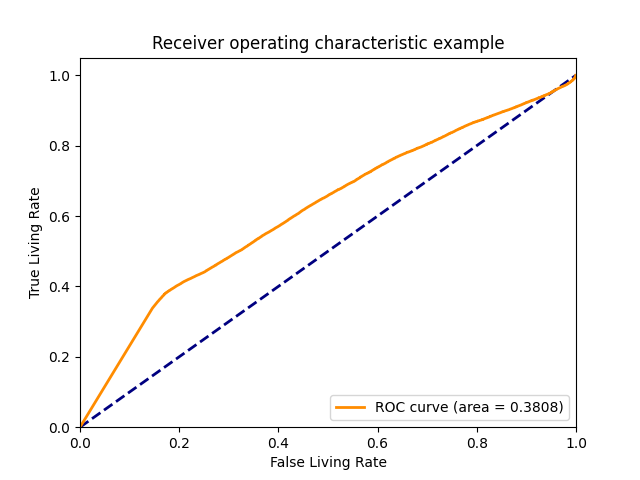 Receiver operating characteristic example
True Living Rate
1.0
0.8
0.6
0.4
0.2
0.0
ROC curve (area = 0.3808)
0.0 0.2 0.4 0.6 0.8 1.0
False Living Rate